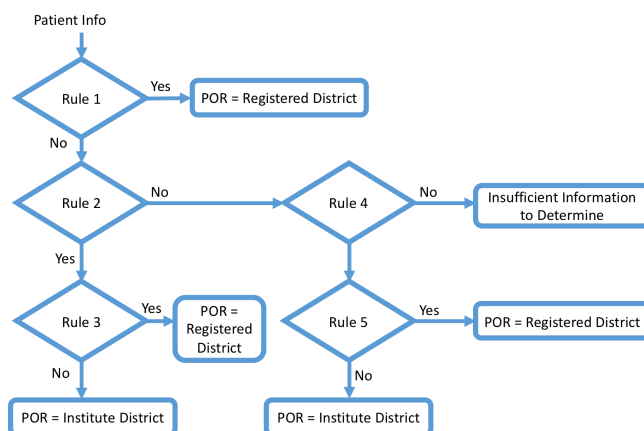 Patient Info
Rule 1
Yes
POR = Registered District
No
Rule 2
No
Rule 4
No
Insufficient Information
to Determine
Yes
Rule 3
Yes
POR =
Registered
District
Rule 5
Yes
POR = Registered District
No
No
POR = Institute District
POR = Institute District